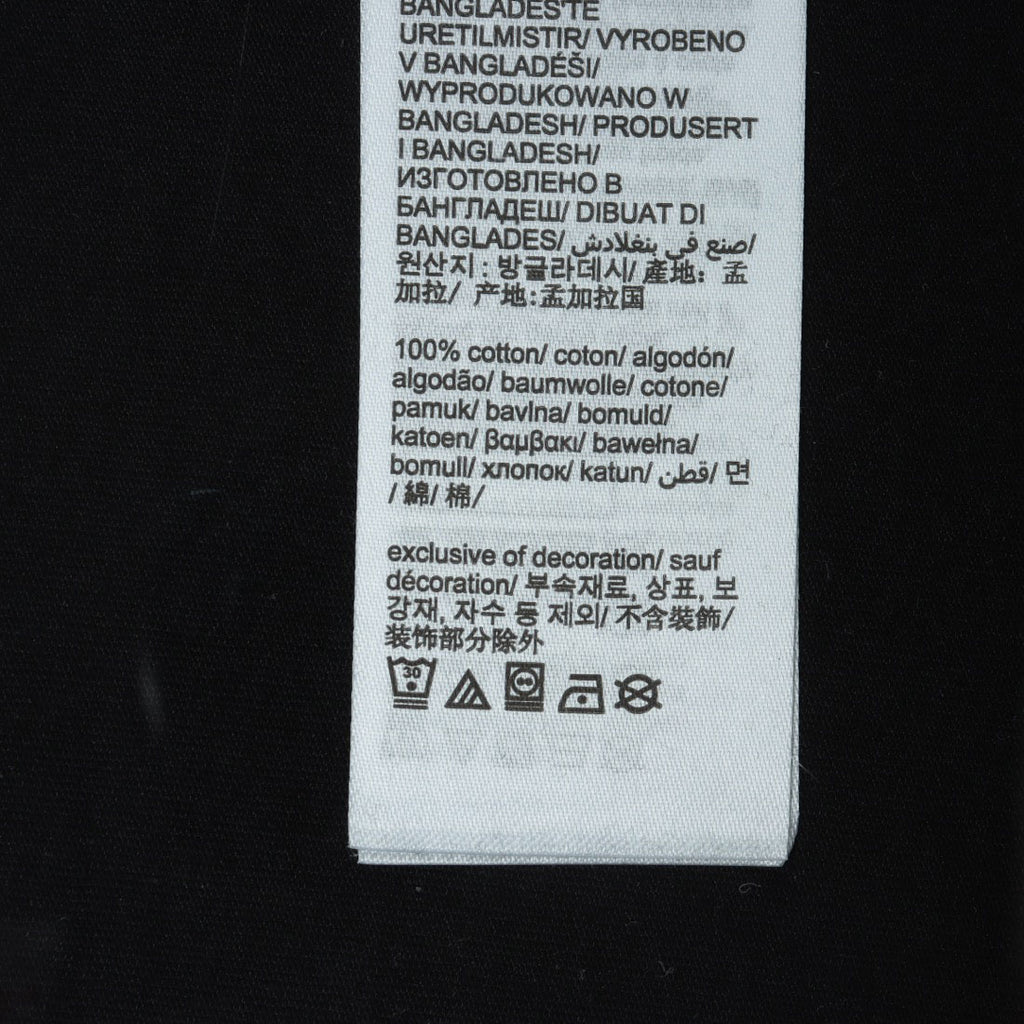 BANGLADES'TE
URETILMISTIR/ VYROBENO
V BANGLADÉŠI/
WYPRODUKOWANO W
BANGLADESH/ PRODUSERT
I BANGLADESH/
ИЗГОТОВЛЕНО В
БАНГЛАДЕШ/ DIBUAT DI
BANGLADES/ صنع في بنغلادش/
원산지 : 방글라데시/ 產地: 孟
加拉/ 产地:孟加拉国
100% cotton/ coton/ algodón/
algodão/ baumwolle/ cotone/
pamuk/ bavlna/ bomuld/
katoen/ βαμβακι/ bawełna/
bomull/ хлопок/ katun/ قطن/ 면
/ 綿/ 棉/
exclusive of decoration/ sauf
décoration/ 부속재료, 상표, 보
강재, 자수 등 제외/ 不含裝飾/
装饰部分除外
30